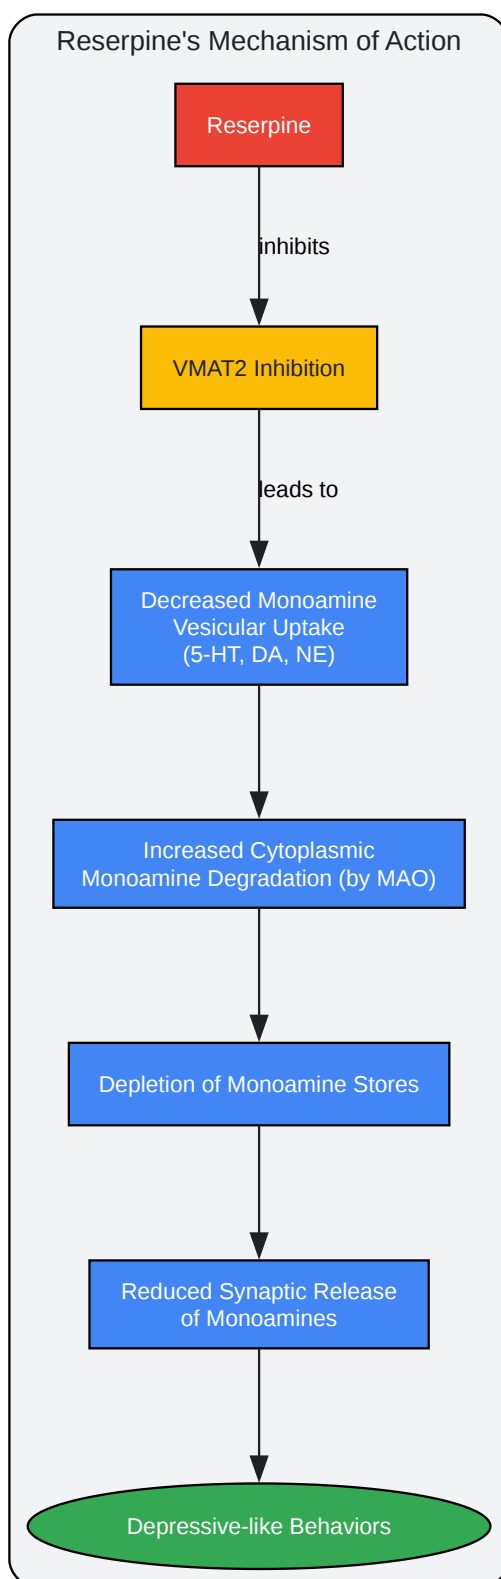 Reserpine's Mechanism of Action
Reserpine
inhibits
VMAT2 Inhibition
leads to
Decreased Monoamine
Vesicular Uptake
(5-HT, DA, NE)
Increased Cytoplasmic
Monoamine Degradation (by MAO)
Depletion of Monoamine Stores
Reduced Synaptic Release
of Monoamines
Depressive-like Behaviors